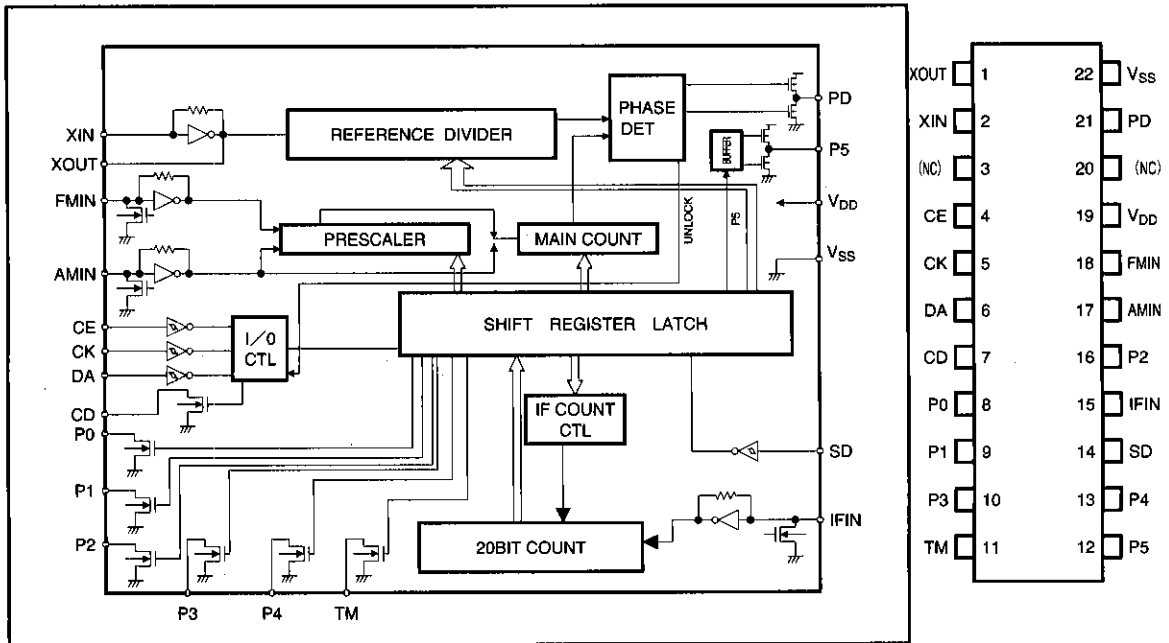 XIN
XOUT
FMIN
AMIN
CE
CK
DA
CD
P0
P1
P2
P3
P4
TM
REFERENCE DIVIDER
PHASE
DET
BUFFER
PRESCALER
MAIN COUNT
UNLOCK
P5
I/O
CTL
SHIFT REGISTER LATCH
IF COUNT
CTL
20BIT COUNT
PD
P5
VDD
VSS
SD
IFIN
XOUT 1 22 VSS
XIN 2 21 PD
(NC) 3 20 (NC)
CE 4 19 VDD
CK 5 18 FMIN
DA 6 17 AMIN
CD 7 16 P2
P0 8 15 IFIN
P1 9 14 SD
P3 10 13 P4
TM 11 12 P5